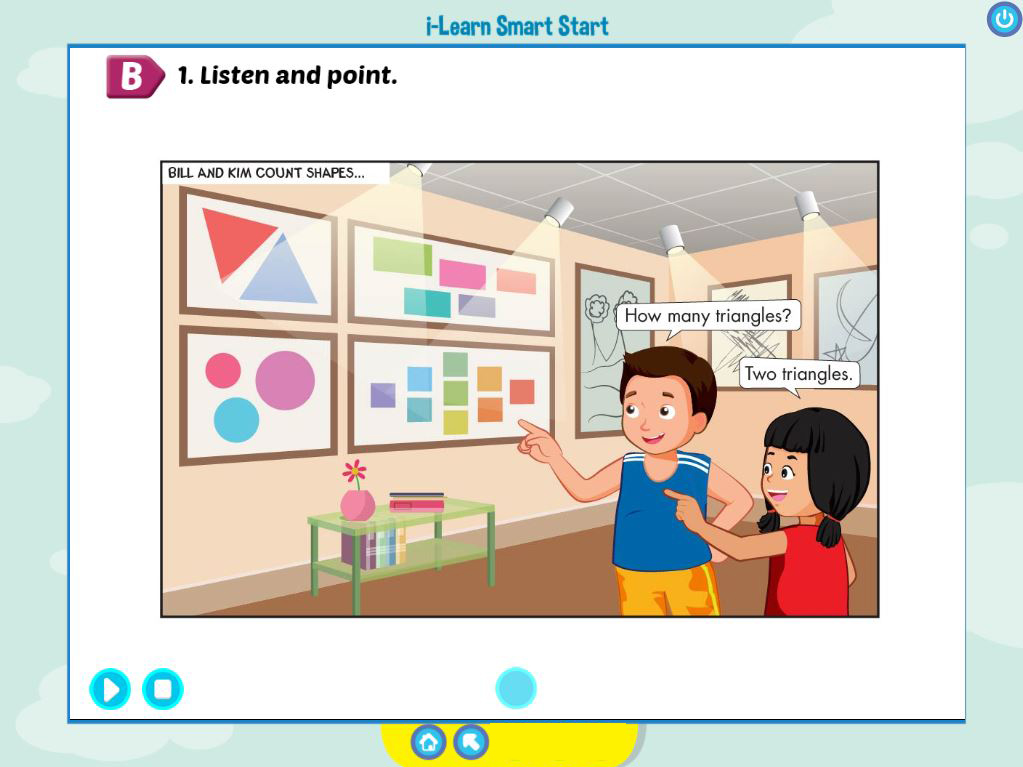 i-Learn Smart Start
B 1. Listen and point.
BILL AND KIM COUNT SHAPES...
How many triangles?
Two triangles.